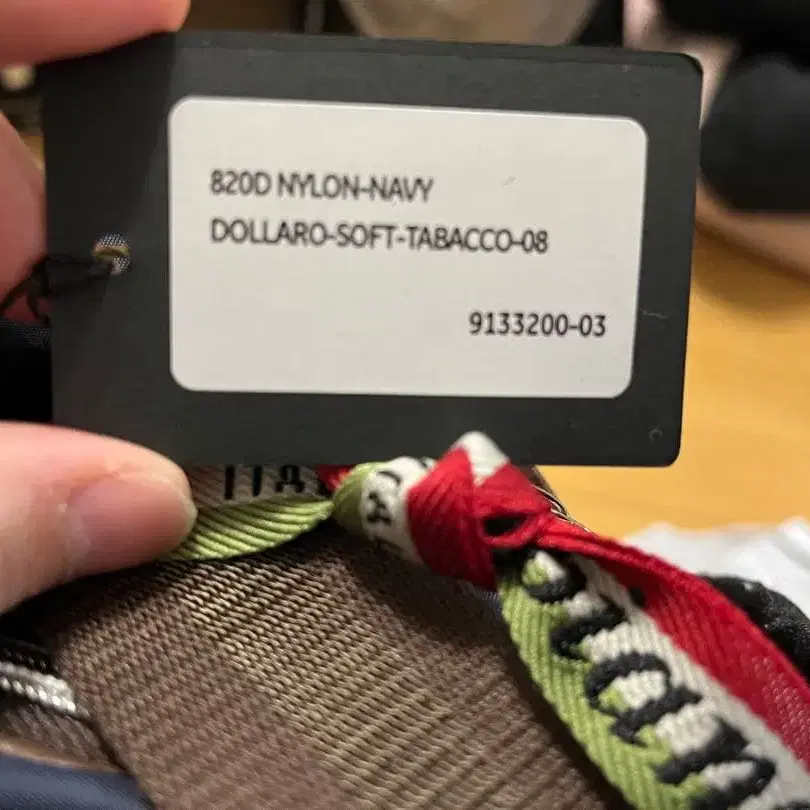 820D NYLON-NAVY
DOLLARO-SOFT-TABACCO-08
9133200-03